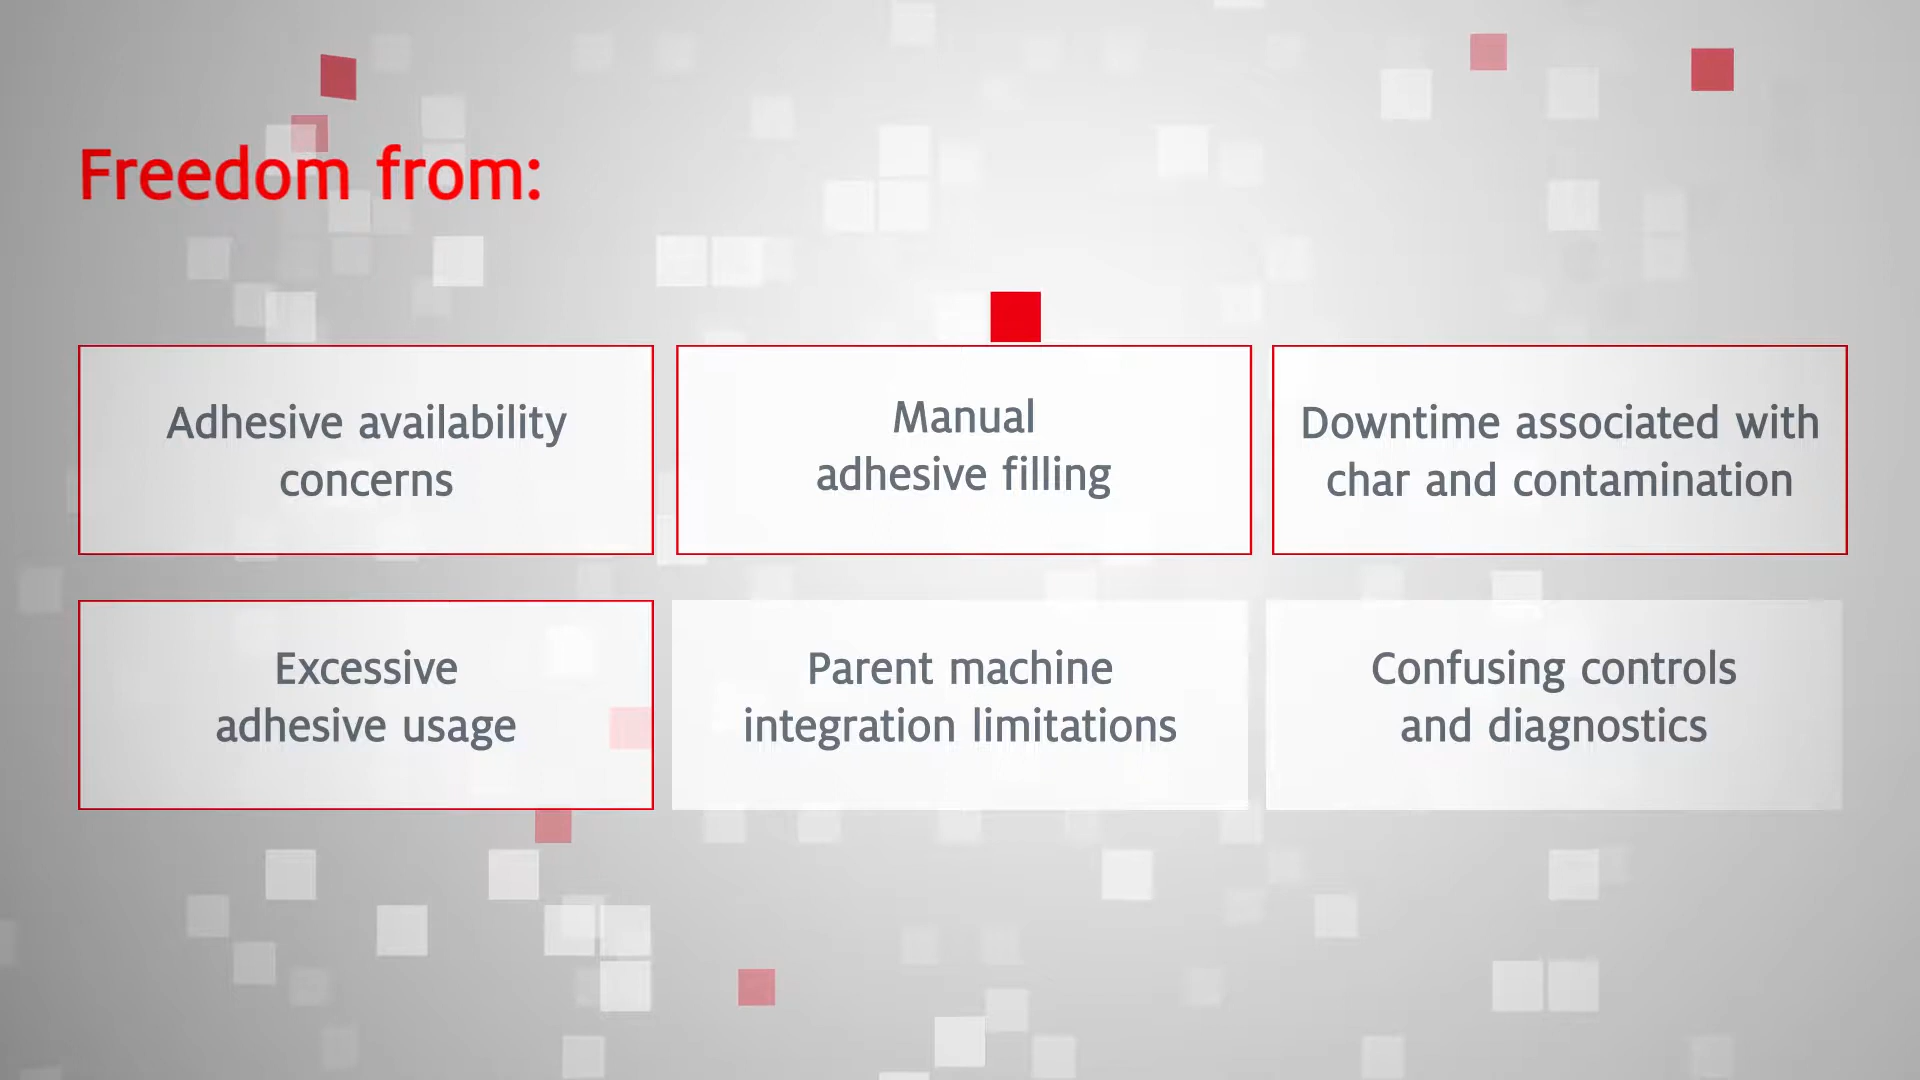 Freedom from:
Adhesive availability
concerns
Manual
adhesive filling
Downtime associated with
char and contamination
Excessive
adhesive usage
Parent machine
integration limitations
Confusing controls
and diagnostics